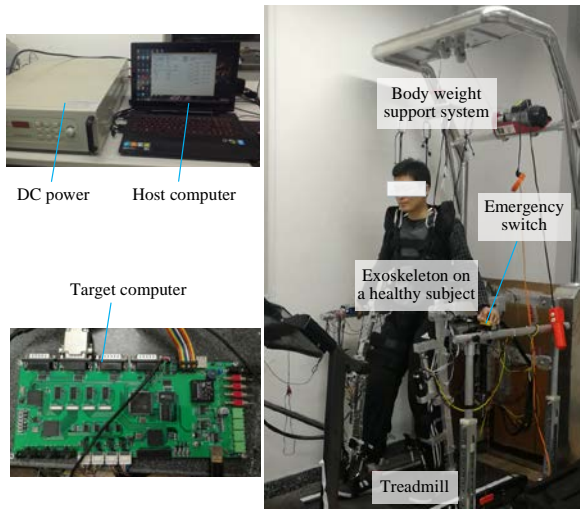 Body weight
support system
DC power
Host computer
Emergency
switch
Exoskeleton on
a healthy subject
Target computer
Treadmill